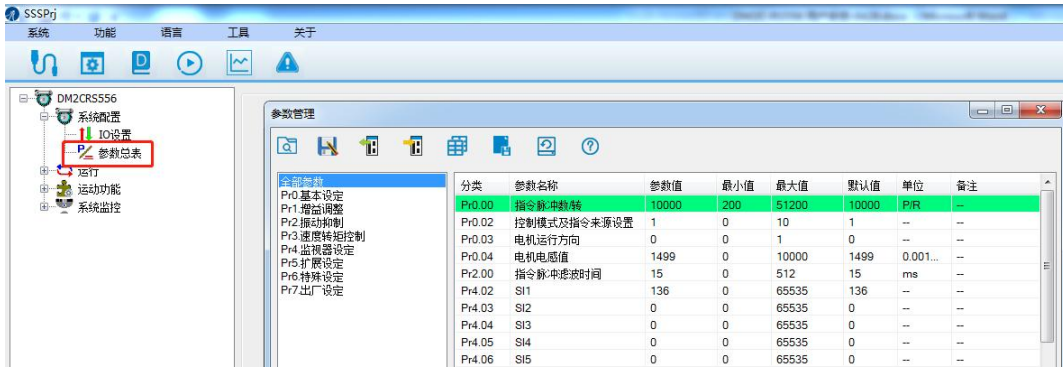 SSSPrj
系统 功能 语言 工具 关于
DM2CRS556
系统配置
IO设置
参数总表
运行
运动功能
系统监控
参数管理
全部参数
Pr0.基本设定
Pr1.增益调整
Pr2.振动抑制
Pr3.速度转矩控制
Pr4.监视器设定
Pr5.扩展设定
Pr6.特殊设定
Pr7.出厂设定
分类 参数名称 参数值 最小值 最大值 默认值 单位 备注
Pr0.00 指令脉冲数/转 10000 200 51200 10000 P/R --
Pr0.02 控制模式及指令来源设置 1 0 10 1 -- --
Pr0.03 电机运行方向 0 0 1 0 -- --
Pr0.04 电机电感值 1499 0 10000 1499 0.001... --
Pr2.00 指令脉冲滤波时间 15 0 512 15 ms --
Pr4.02 SI1 136 0 65535 136 -- --
Pr4.03 SI2 0 0 65535 0 -- --
Pr4.04 SI3 0 0 65535 0 -- --
Pr4.05 SI4 0 0 65535 0 -- --
Pr4.06 SI5 0 0 65535 0 -- --